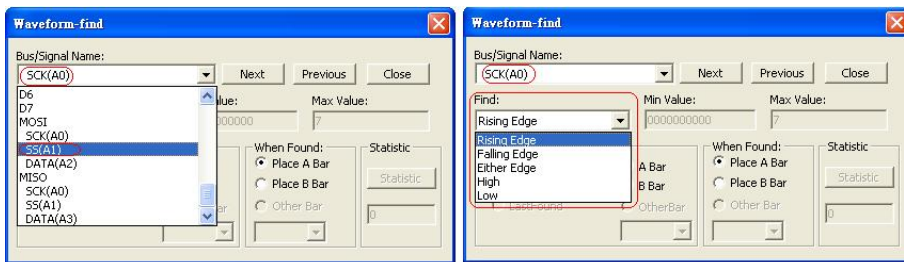 Waveform-find
Bus/Signal Name:
SCK(A0)
Next
Previous
Close
D6
D7
MOSI
SCK(A0)
SS(A1)
DATA(A2)
MISO
SCK(A0)
SS(A1)
DATA(A3)
Max Value:
7
When Found:
Place A Bar
Place B Bar
Other Bar
Statistic
Statistic
0
Waveform-find
Bus/Signal Name:
SCK(A0)
Next
Previous
Close
Find:
Min Value:
Max Value:
Rising Edge
0000000000
7
Rising Edge
Falling Edge
Either Edge
High
Low
A Bar
B Bar
OtherBar
When Found:
Place A Bar
Place B Bar
Other Bar
Statistic
Statistic
0